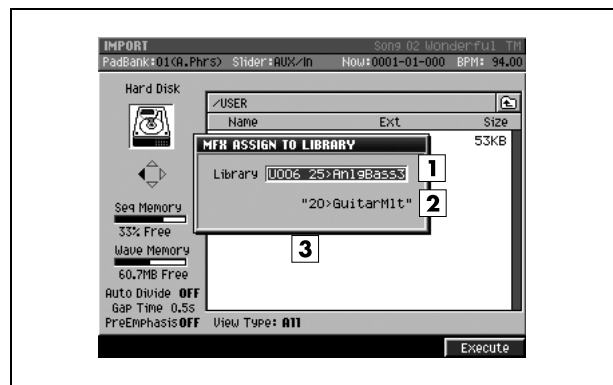 IMPORT Song 02 Wonderful TM
PadBank:01(A.Phrs) Slider:AUX/In Now:0001-01-000 BPM: 94.00
Hard Disk
/USER
Name Ext Size
53KB
MFX ASSIGN TO LIBRARY
Library U006 25>AnlgBass3 1
"20>GuitarMlt" 2
3
Seq Memory
33% Free
Wave Memory
60.7MB Free
Auto Divide OFF
Gap Time 0.5s
PreEmphasis OFF View Type: All
Execute